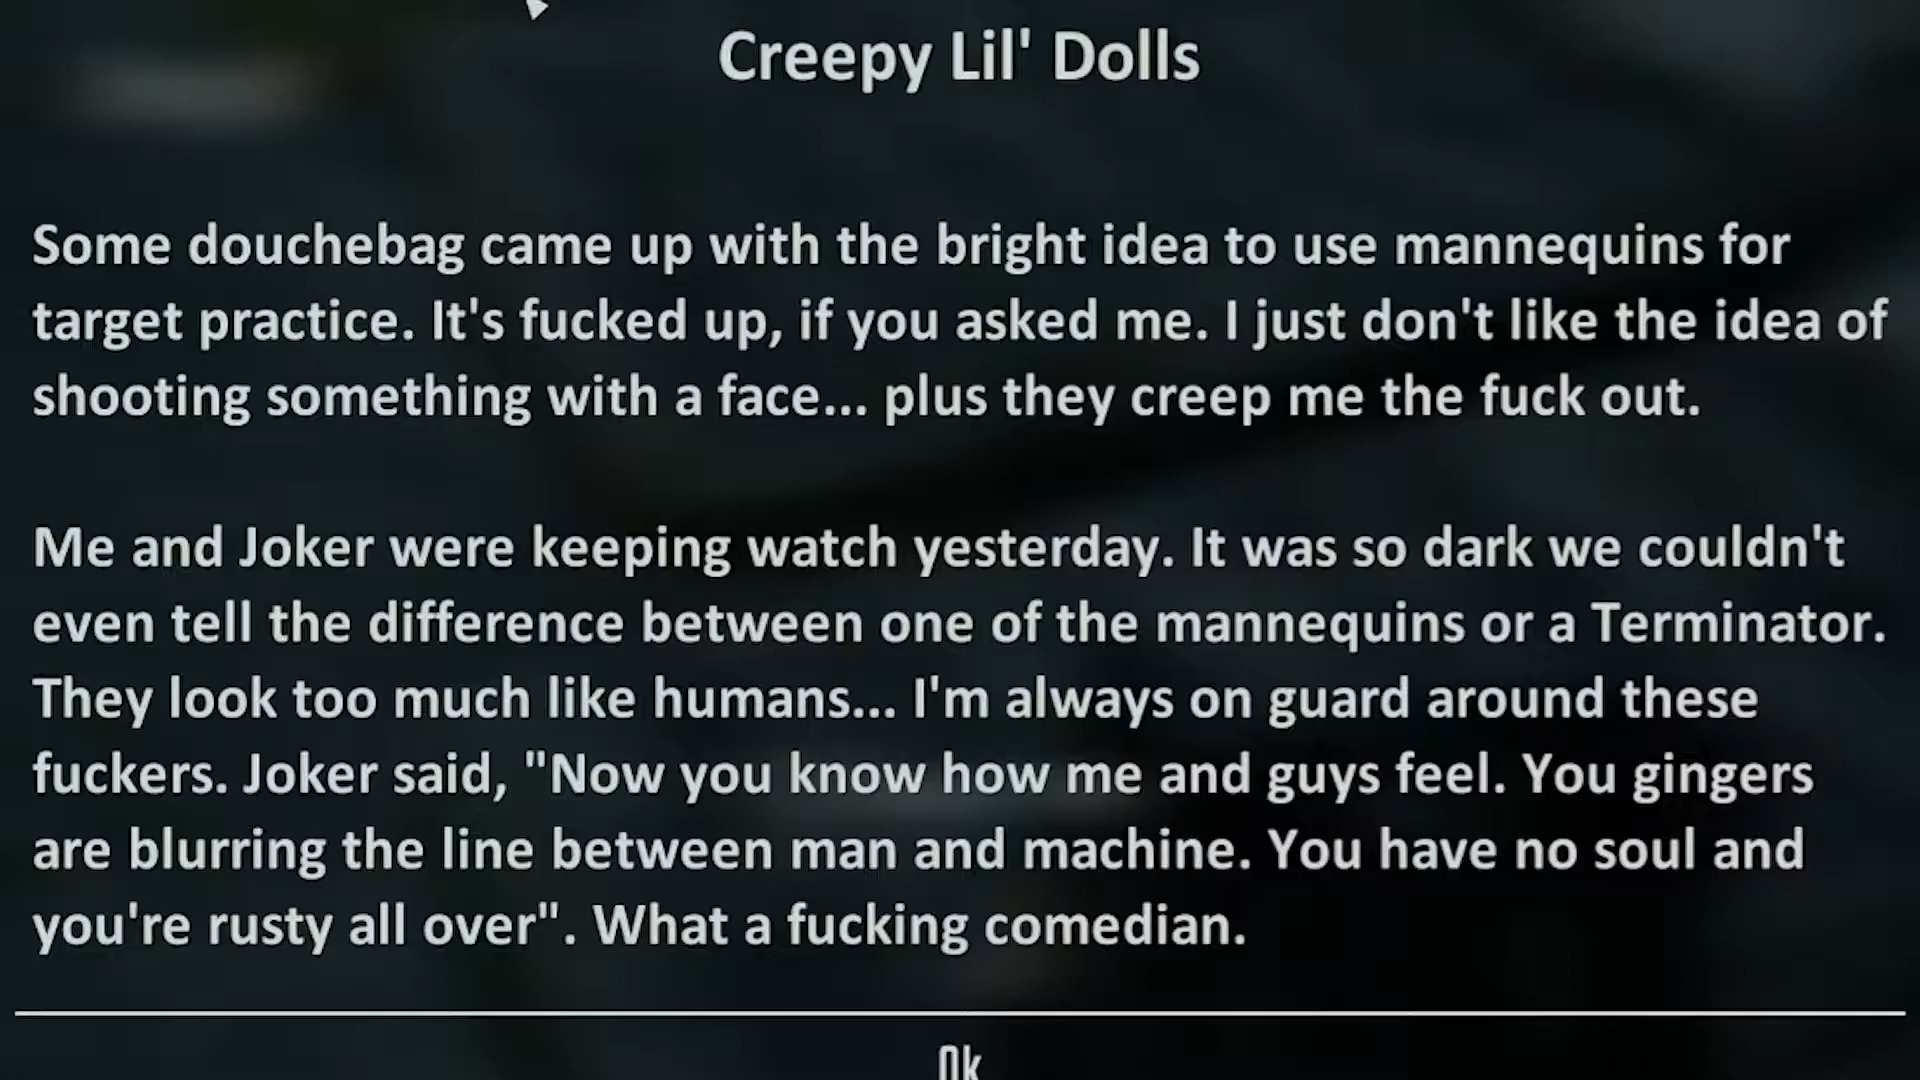 Creepy Lil' Dolls
Some douchebag came up with the bright idea to use mannequins for
target practice. It's fucked up, if you asked me. I just don't like the idea of
shooting something with a face... plus they creep me the fuck out.
Me and Joker were keeping watch yesterday. It was so dark we couldn't
even tell the difference between one of the mannequins or a Terminator.
They look too much like humans... I'm always on guard around these
fuckers. Joker said, "Now you know how me and guys feel. You gingers
are blurring the line between man and machine. You have no soul and
you're rusty all over". What a fucking comedian.
Ok